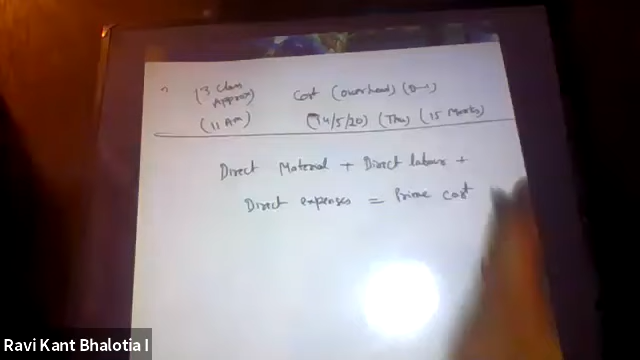 (3 Class Approx) Cost (Overhead) (D-1)
(11 Am) (14/5/20) (Thu) (15 Marks)
Direct Material + Direct labour +
Direct expenses = Prime cost
Ravi Kant Bhalotia I